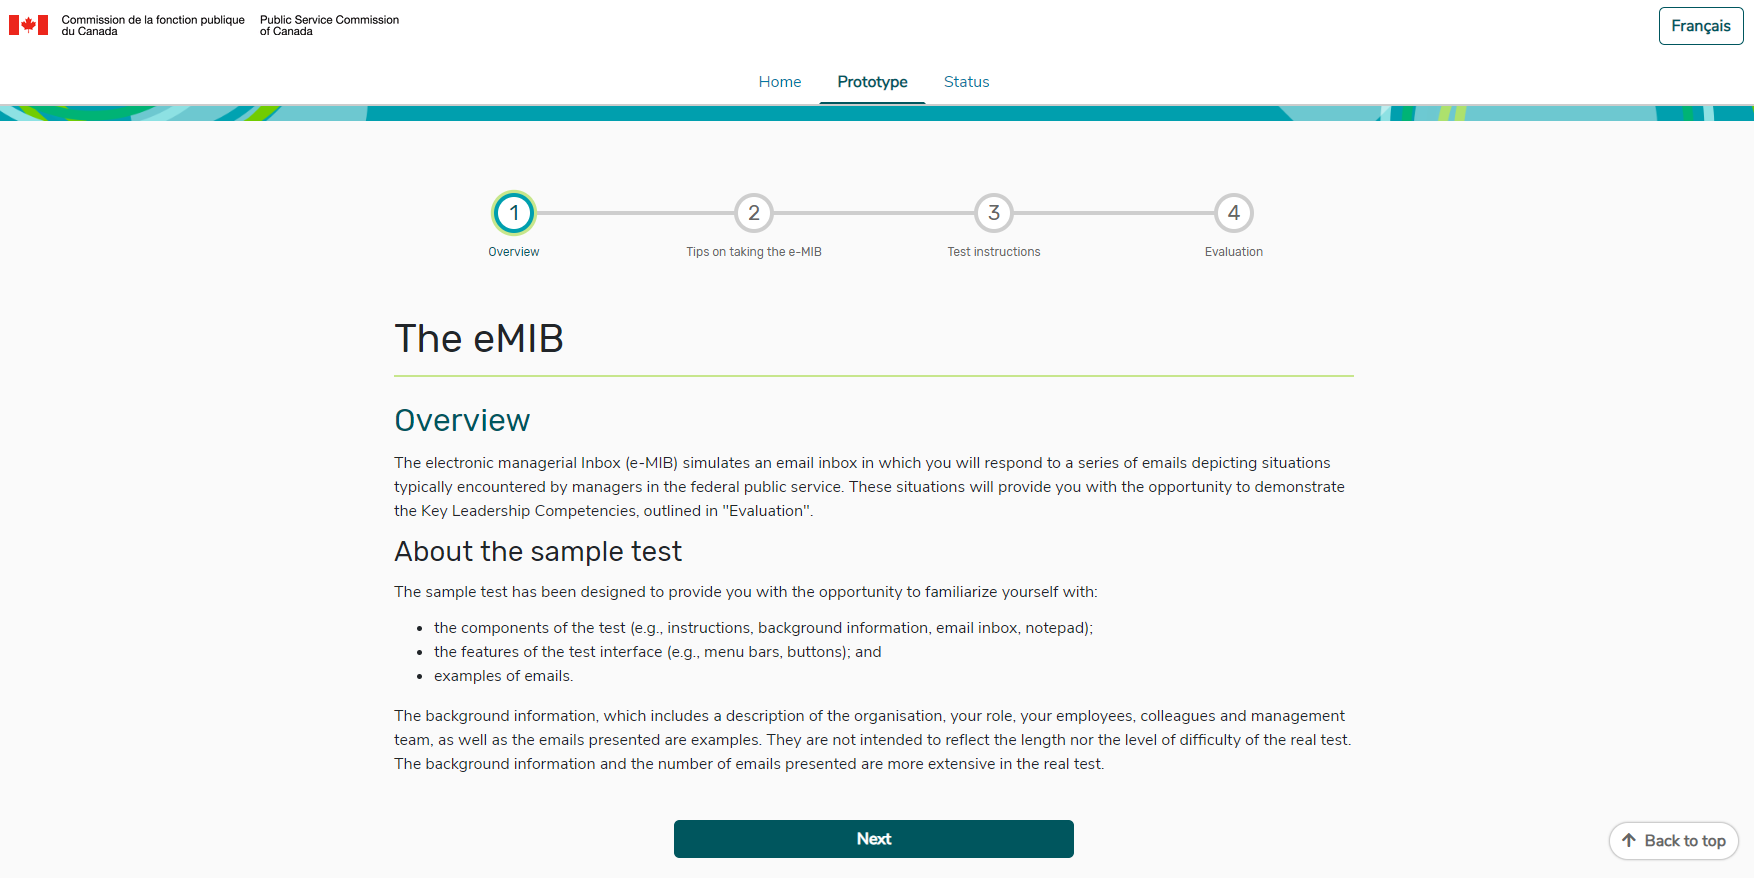 Commission de la fonction publique
du Canada
Public Service Commission
of Canada
Français
Home
Prototype
Status
1
2
3
4
Overview
Tips on taking the e-MIB
Test instructions
Evaluation
The eMIB
Overview
The electronic managerial Inbox (e-MIB) simulates an email inbox in which you will respond to a series of emails depicting situations
typically encountered by managers in the federal public service. These situations will provide you with the opportunity to demonstrate
the Key Leadership Competencies, outlined in "Evaluation".
About the sample test
The sample test has been designed to provide you with the opportunity to familiarize yourself with:
• the components of the test (e.g., instructions, background information, email inbox, notepad);
• the features of the test interface (e.g., menu bars, buttons); and
• examples of emails.
The background information, which includes a description of the organisation, your role, your employees, colleagues and management
team, as well as the emails presented are examples. They are not intended to reflect the length nor the level of difficulty of the real test.
The background information and the number of emails presented are more extensive in the real test.
Next
Back to top